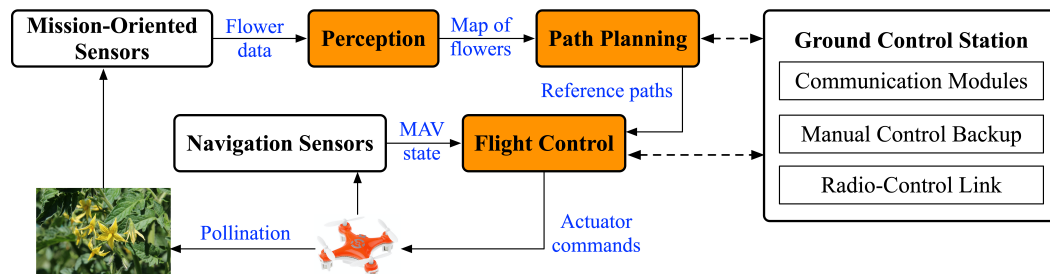 Mission-Oriented
Sensors
Flower
data
Perception
Map of
flowers
Path Planning
Ground Control Station
Communication Modules
Manual Control Backup
Radio-Control Link
Reference paths
Navigation Sensors
MAV
state
Flight Control
Pollination
Actuator
commands